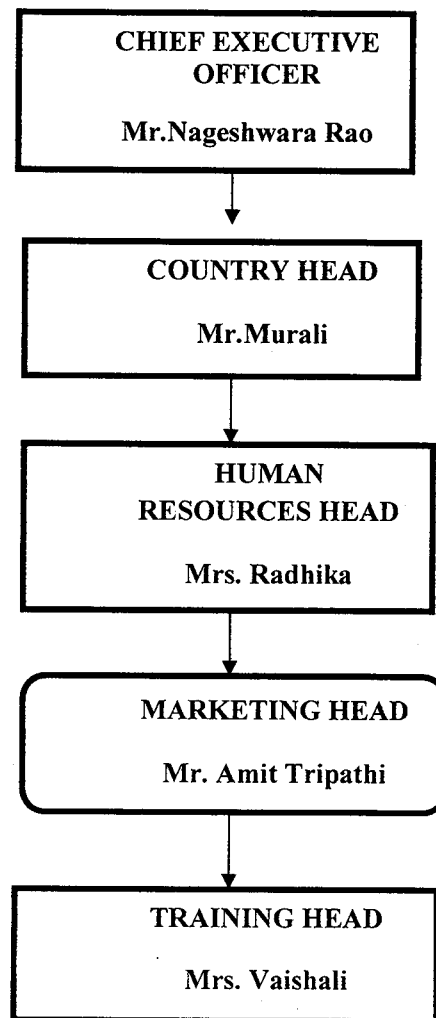 CHIEF EXECUTIVE
OFFICER
Mr.Nageshwara Rao
COUNTRY HEAD
Mr.Murali
HUMAN
RESOURCES HEAD
Mrs. Radhika
MARKETING HEAD
Mr. Amit Tripathi
TRAINING HEAD
Mrs. Vaishali